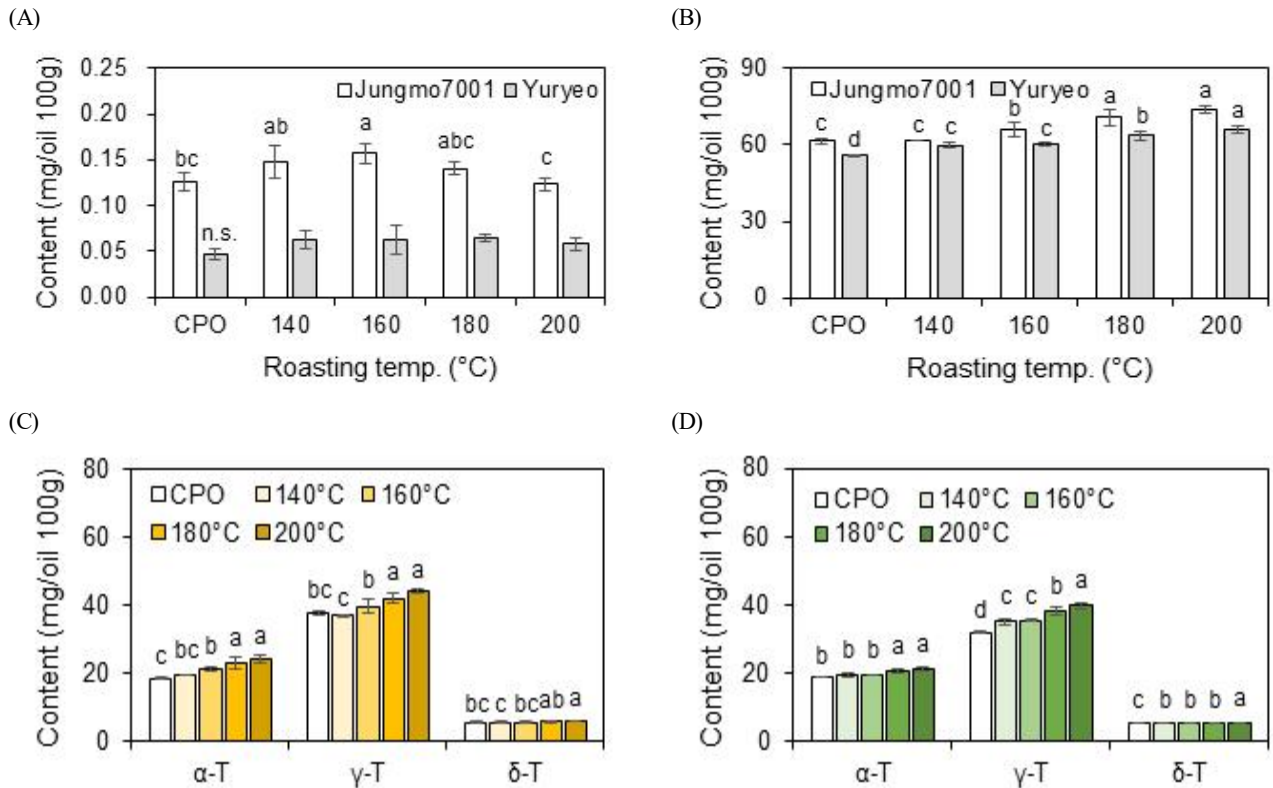 (A)
Content (mg/oil 100g)
0.25
0.20
0.15
0.10
0.05
0.00
Jungmo7001 Yuryeo
bc n.s. ab a abc c
CPO 140 160 180 200
Roasting temp. (°C)
(B)
Content (mg/oil 100g)
90
60
30
0
Jungmo7001 Yuryeo
c d c c b c a b a a
CPO 140 160 180 200
Roasting temp. (°C)
(C)
Content (mg/oil 100g)
80
60
40
20
0
CPO 140°C 160°C
180°C 200°C
c bc b a a
bc c b a a
bc c bc ab a
α-T γ-T δ-T
(D)
Content (mg/oil 100g)
80
60
40
20
0
CPO 140°C 160°C
180°C 200°C
b b b a a
d c c b a
c b b b a
α-T γ-T δ-T